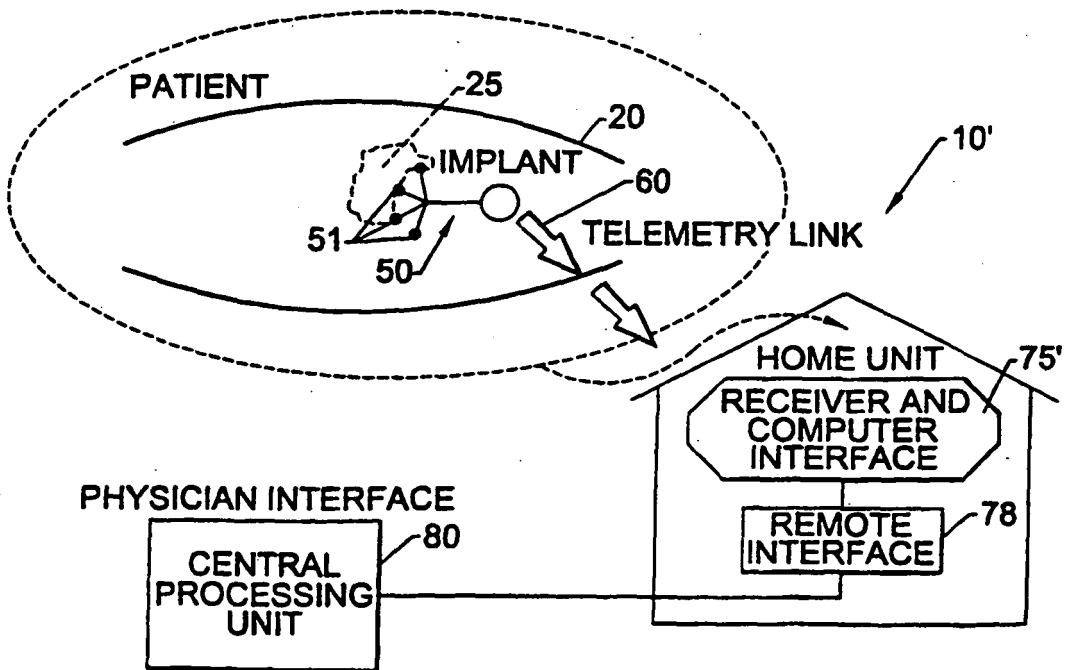 PATIENT
25
20
IMPLANT
10'
60
TELEMETRY LINK
51
50
HOME UNIT
75'
RECEIVER AND
COMPUTER
INTERFACE
PHYSICIAN INTERFACE
80
CENTRAL
PROCESSING
UNIT
REMOTE
INTERFACE
78